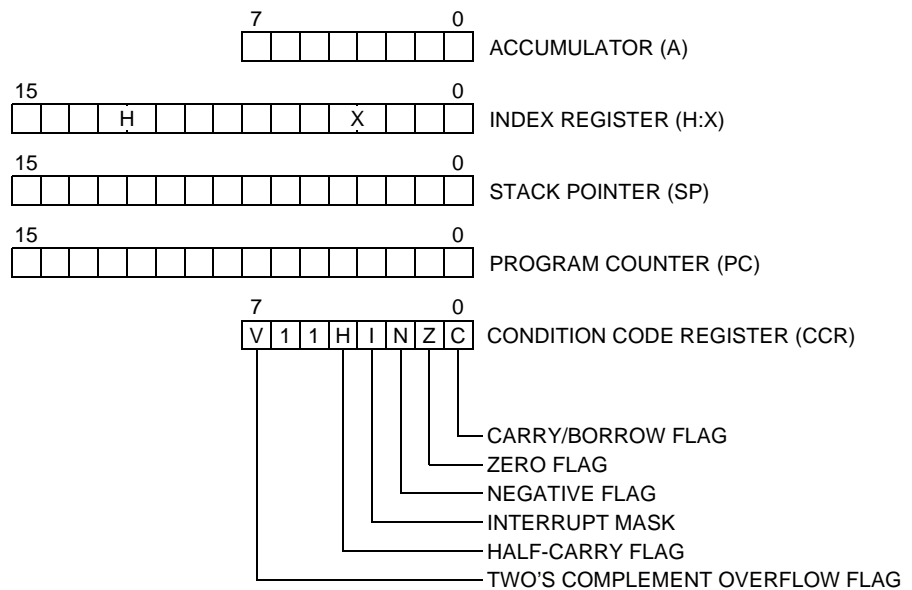 7 0
ACCUMULATOR (A)
15 0
H X
INDEX REGISTER (H:X)
15 0
STACK POINTER (SP)
15 0
PROGRAM COUNTER (PC)
7 0
V 1 1 H I N Z C
CONDITION CODE REGISTER (CCR)
CARRY/BORROW FLAG
ZERO FLAG
NEGATIVE FLAG
INTERRUPT MASK
HALF-CARRY FLAG
TWO'S COMPLEMENT OVERFLOW FLAG